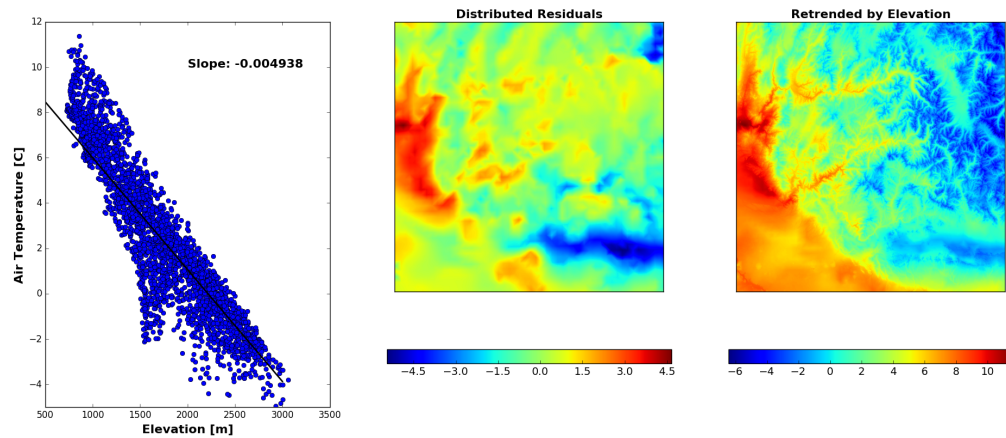 Distributed Residuals
Retrended by Elevation
Slope: -0.004938
12
10
8
6
4
2
0
−2
−4
Air Temperature [C]
500 1000 1500 2000 2500 3000 3500
Elevation [m]
−4.5 −3.0 −1.5 0.0 1.5 3.0 4.5
−6 −4 −2 0 2 4 6 8 10